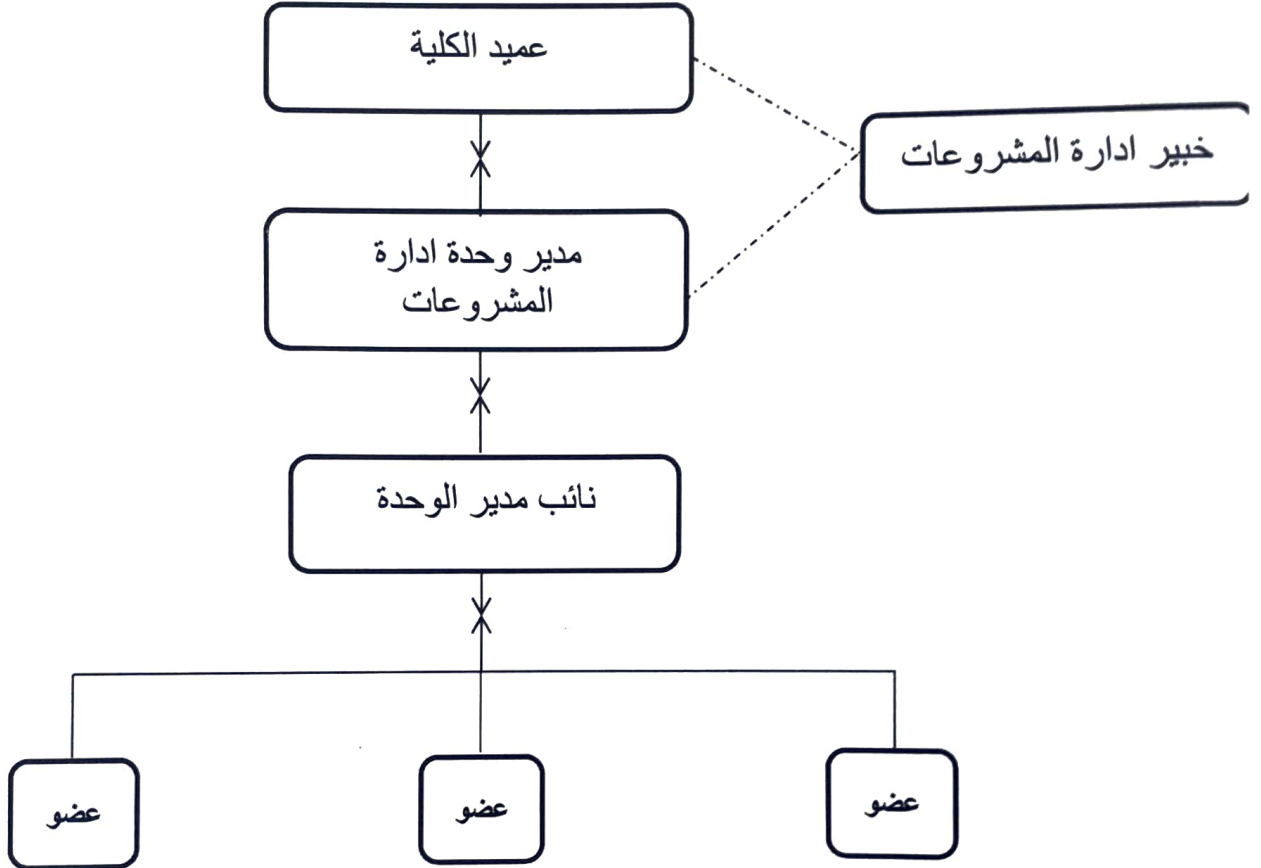 عميد الكلية
خبير ادارة المشروعات
مدير وحدة ادارة
المشروعات
نائب مدير الوحدة
عضو
عضو
عضو